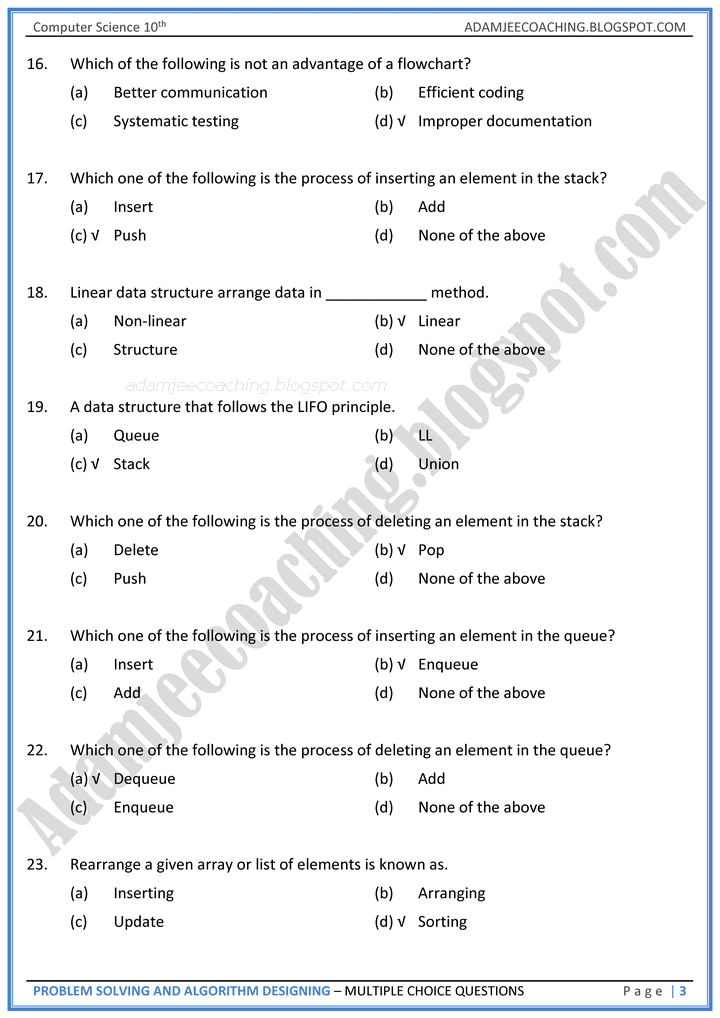 Computer Science 10th ADAMJEECOACHING.BLOGSPOT.COM
16. Which of the following is not an advantage of a flowchart?
(a) Better communication (b) Efficient coding
(c) Systematic testing (d) √ Improper documentation
17. Which one of the following is the process of inserting an element in the stack?
(a) Insert (b) Add
(c) √ Push (d) None of the above
18. Linear data structure arrange data in ____________ method.
(a) Non-linear (b) √ Linear
(c) Structure (d) None of the above
adamjeecoaching.blogspot.com
19. A data structure that follows the LIFO principle.
(a) Queue (b) LL
(c) √ Stack (d) Union
20. Which one of the following is the process of deleting an element in the stack?
(a) Delete (b) √ Pop
(c) Push (d) None of the above
21. Which one of the following is the process of inserting an element in the queue?
(a) Insert (b) √ Enqueue
(c) Add (d) None of the above
22. Which one of the following is the process of deleting an element in the queue?
(a) √ Dequeue (b) Add
(c) Enqueue (d) None of the above
23. Rearrange a given array or list of elements is known as.
(a) Inserting (b) Arranging
(c) Update (d) √ Sorting
Adamjeecoaching.blogspot.com
PROBLEM SOLVING AND ALGORITHM DESIGNING – MULTIPLE CHOICE QUESTIONS Page | 3